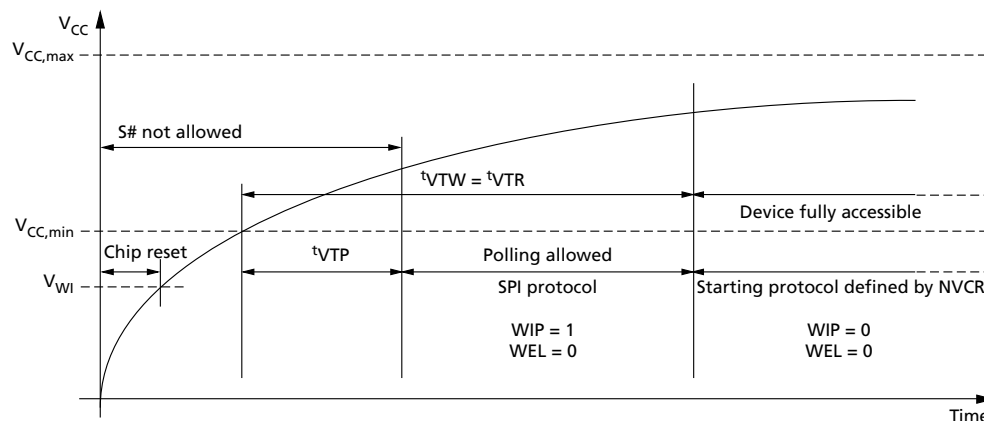 VCC
VCC,max
S# not allowed
tVTW = tVTR
Device fully accessible
VCC,min
Chip reset
tVTP
Polling allowed
VWI
SPI protocol
Starting protocol defined by NVCR
WIP = 1
WEL = 0
WIP = 0
WEL = 0
Time